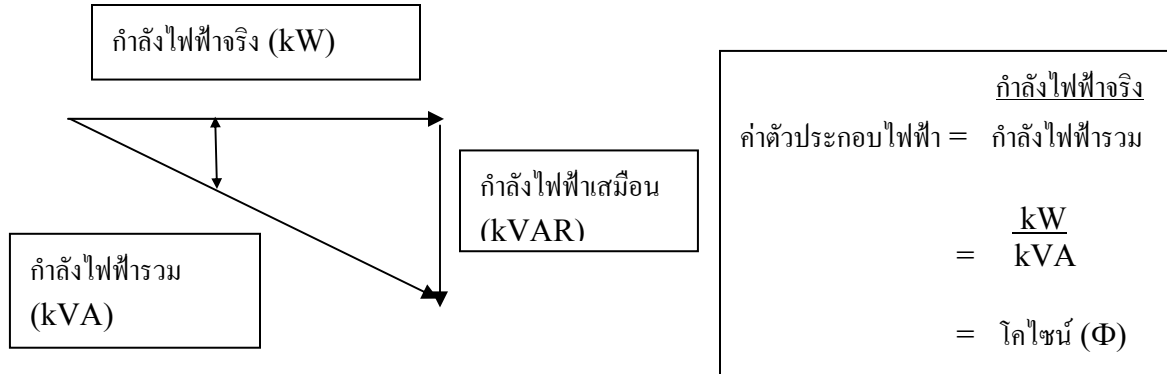 กำลังไฟฟ้าจริง (kW)
กำลังไฟฟ้าเสมือน
(kVAR)
กำลังไฟฟ้ารวม
(kVA)
กำลังไฟฟ้าจริง
ค่าตัวประกอบไฟฟ้า = กำลังไฟฟ้ารวม
kW
= kVA
= โคไซน์ (Φ)